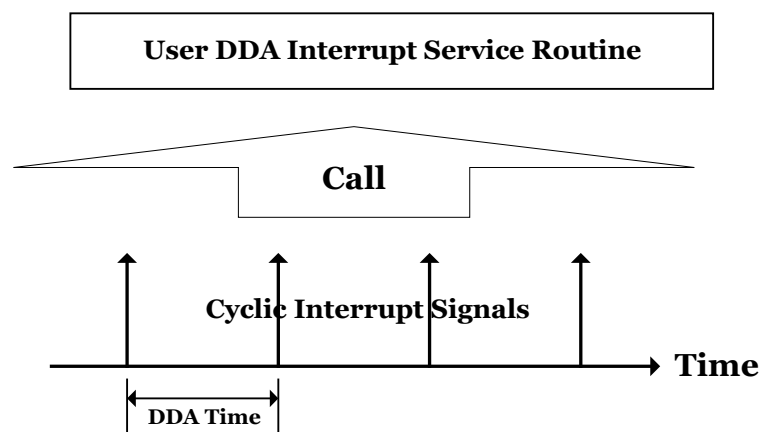 User DDA Interrupt Service Routine
Call
Cyclic Interrupt Signals
Time
DDA Time